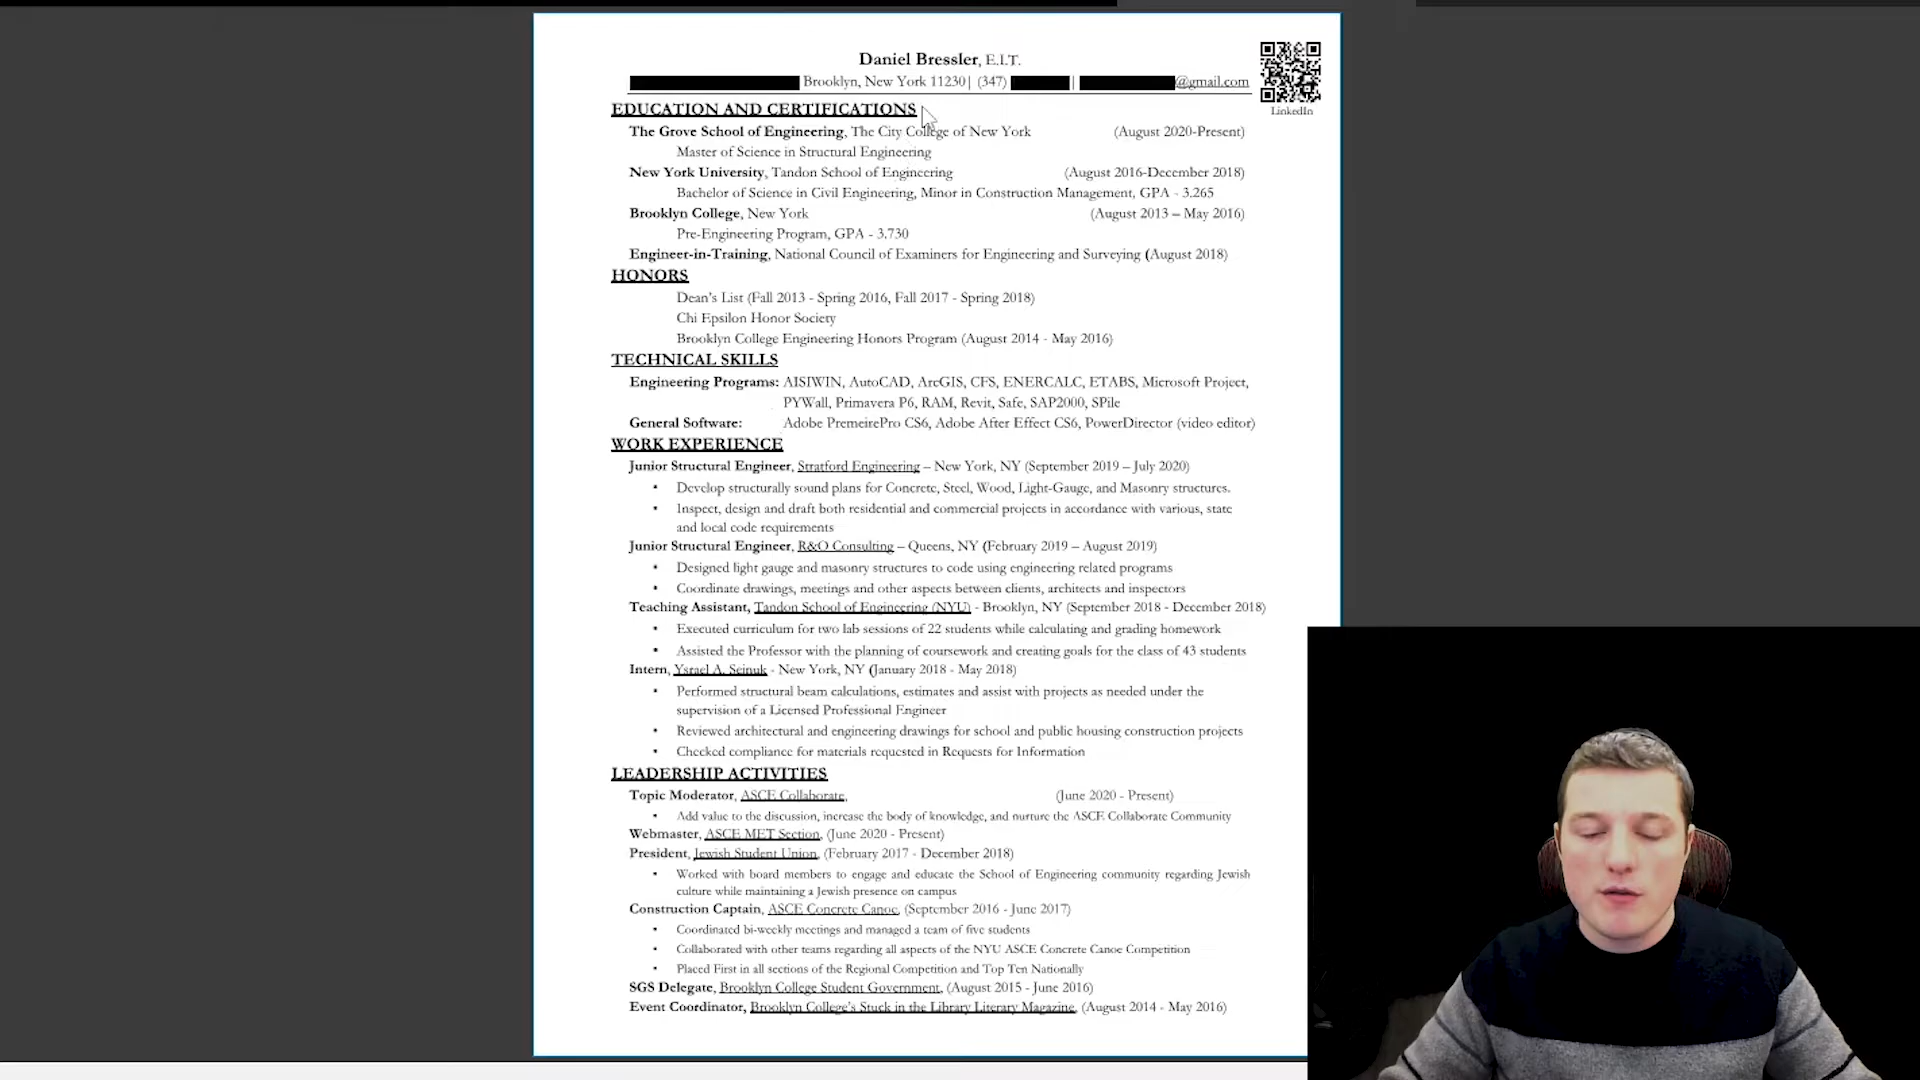 Daniel Bressler, E.I.T.
Brooklyn, New York 11230| (347) | @gmail.com
LinkedIn
EDUCATION AND CERTIFICATIONS
The Grove School of Engineering, The City College of New York (August 2020-Present)
Master of Science in Structural Engineering
New York University, Tandon School of Engineering (August 2016-December 2018)
Bachelor of Science in Civil Engineering, Minor in Construction Management, GPA - 3.265
Brooklyn College, New York (August 2013 – May 2016)
Pre-Engineering Program, GPA - 3.730
Engineer-in-Training, National Council of Examiners for Engineering and Surveying (August 2018)
HONORS
Dean's List (Fall 2013 - Spring 2016, Fall 2017 - Spring 2018)
Chi Epsilon Honor Society
Brooklyn College Engineering Honors Program (August 2014 - May 2016)
TECHNICAL SKILLS
Engineering Programs: AISIWIN, AutoCAD, ArcGIS, CFS, ENERCALC, ETABS, Microsoft Project,
PYWall, Primavera P6, RAM, Revit, Safe, SAP2000, SPile
General Software: Adobe PremeirePro CS6, Adobe After Effect CS6, PowerDirector (video editor)
WORK EXPERIENCE
Junior Structural Engineer, Stratford Engineering – New York, NY (September 2019 – July 2020)
• Develop structurally sound plans for Concrete, Steel, Wood, Light-Gauge, and Masonry structures.
• Inspect, design and draft both residential and commercial projects in accordance with various, state
and local code requirements
Junior Structural Engineer, R&O Consulting – Queens, NY (February 2019 – August 2019)
• Designed light gauge and masonry structures to code using engineering related programs
• Coordinate drawings, meetings and other aspects between clients, architects and inspectors
Teaching Assistant, Tandon School of Engineering (NYU) - Brooklyn, NY (September 2018 - December 2018)
• Executed curriculum for two lab sessions of 22 students while calculating and grading homework
• Assisted the Professor with the planning of coursework and creating goals for the class of 43 students
Intern, Ysrael A. Seinuk - New York, NY (January 2018 - May 2018)
• Performed structural beam calculations, estimates and assist with projects as needed under the
supervision of a Licensed Professional Engineer
• Reviewed architectural and engineering drawings for school and public housing construction projects
• Checked compliance for materials requested in Requests for Information
LEADERSHIP ACTIVITIES
Topic Moderator, ASCE Collaborate, (June 2020 - Present)
• Add value to the discussion, increase the body of knowledge, and nurture the ASCE Collaborate Community
Webmaster, ASCE MET Section, (June 2020 - Present)
President, Jewish Student Union, (February 2017 - December 2018)
• Worked with board members to engage and educate the School of Engineering community regarding Jewish
culture while maintaining a Jewish presence on campus
Construction Captain, ASCE Concrete Canoe, (September 2016 - June 2017)
• Coordinated bi-weekly meetings and managed a team of five students
• Collaborated with other teams regarding all aspects of the NYU ASCE Concrete Canoe Competition
• Placed First in all sections of the Regional Competition and Top Ten Nationally
SGS Delegate, Brooklyn College Student Government, (August 2015 - June 2016)
Event Coordinator, Brooklyn College's Stuck in the Library Literary Magazine, (August 2014 - May 2016)